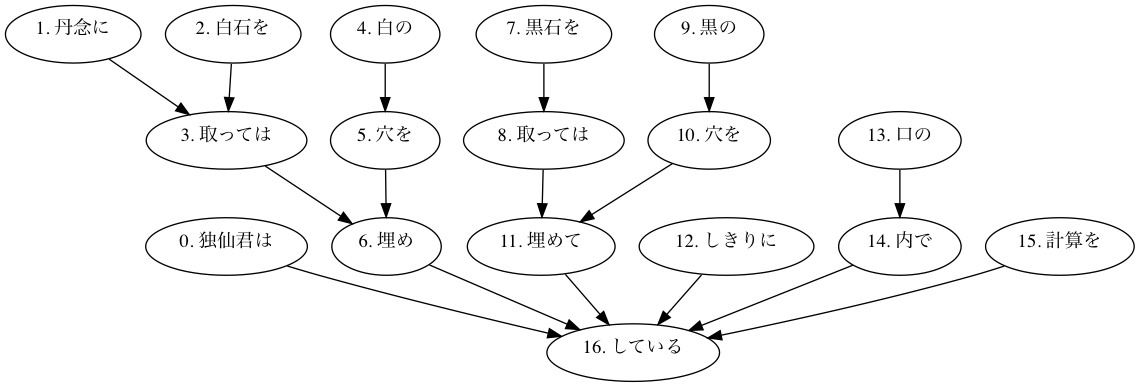 1. 丹念に
2. 白石を
4. 白の
7. 黒石を
9. 黒の
3. 取っては
5. 穴を
8. 取っては
10. 穴を
13. 口の
0. 独仙君は
6. 埋め
11. 埋めて
12. しきりに
14. 内で
15. 計算を
16. している